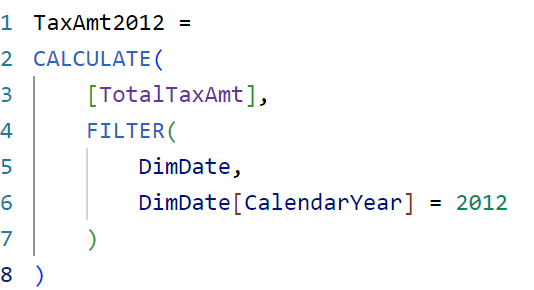 1 TaxAmt2012 =
2 CALCULATE(
3     [TotalTaxAmt],
4     FILTER(
5         DimDate,
6         DimDate[CalendarYear] = 2012
7     )
8 )